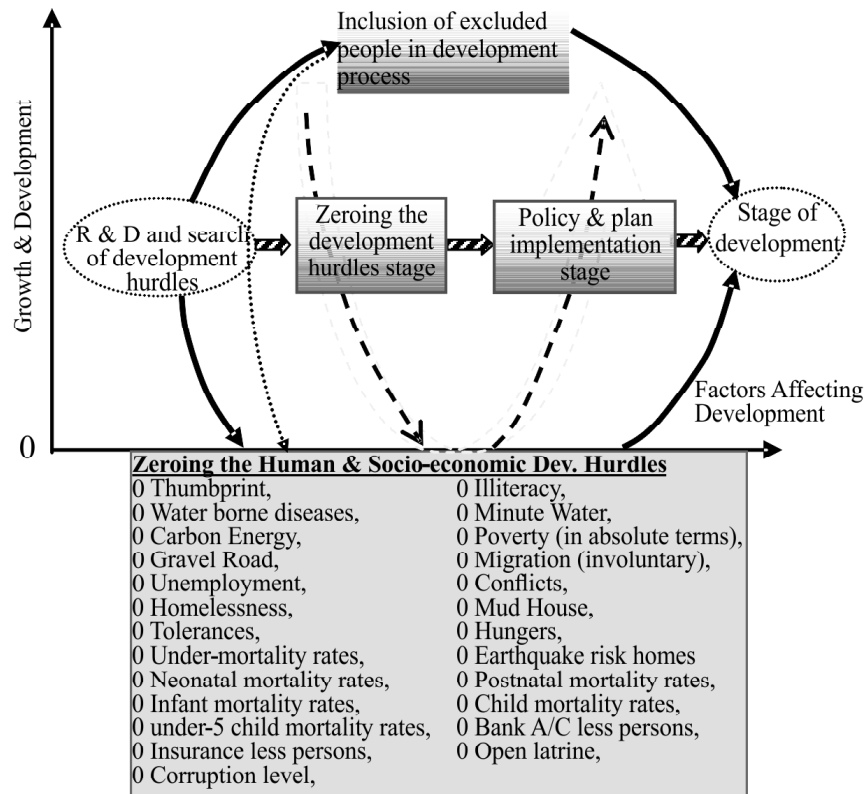 Inclusion of excluded
people in development
process
Growth & Development
R & D and search
of development
hurdles
Zeroing the
development
hurdles stage
Policy & plan
implementation
stage
Stage of
development
Factors Affecting
Development
0
Zeroing the Human & Socio-economic Dev. Hurdles
0 Thumbprint,
0 Water borne diseases,
0 Carbon Energy,
0 Gravel Road,
0 Unemployment,
0 Homelessness,
0 Tolerances,
0 Under-mortality rates,
0 Neonatal mortality rates,
0 Infant mortality rates,
0 under-5 child mortality rates,
0 Insurance less persons,
0 Corruption level,
0 Illiteracy,
0 Minute Water,
0 Poverty (in absolute terms),
0 Migration (involuntary),
0 Conflicts,
0 Mud House,
0 Hungers,
0 Earthquake risk homes
0 Postnatal mortality rates,
0 Child mortality rates,
0 Bank A/C less persons,
0 Open latrine,